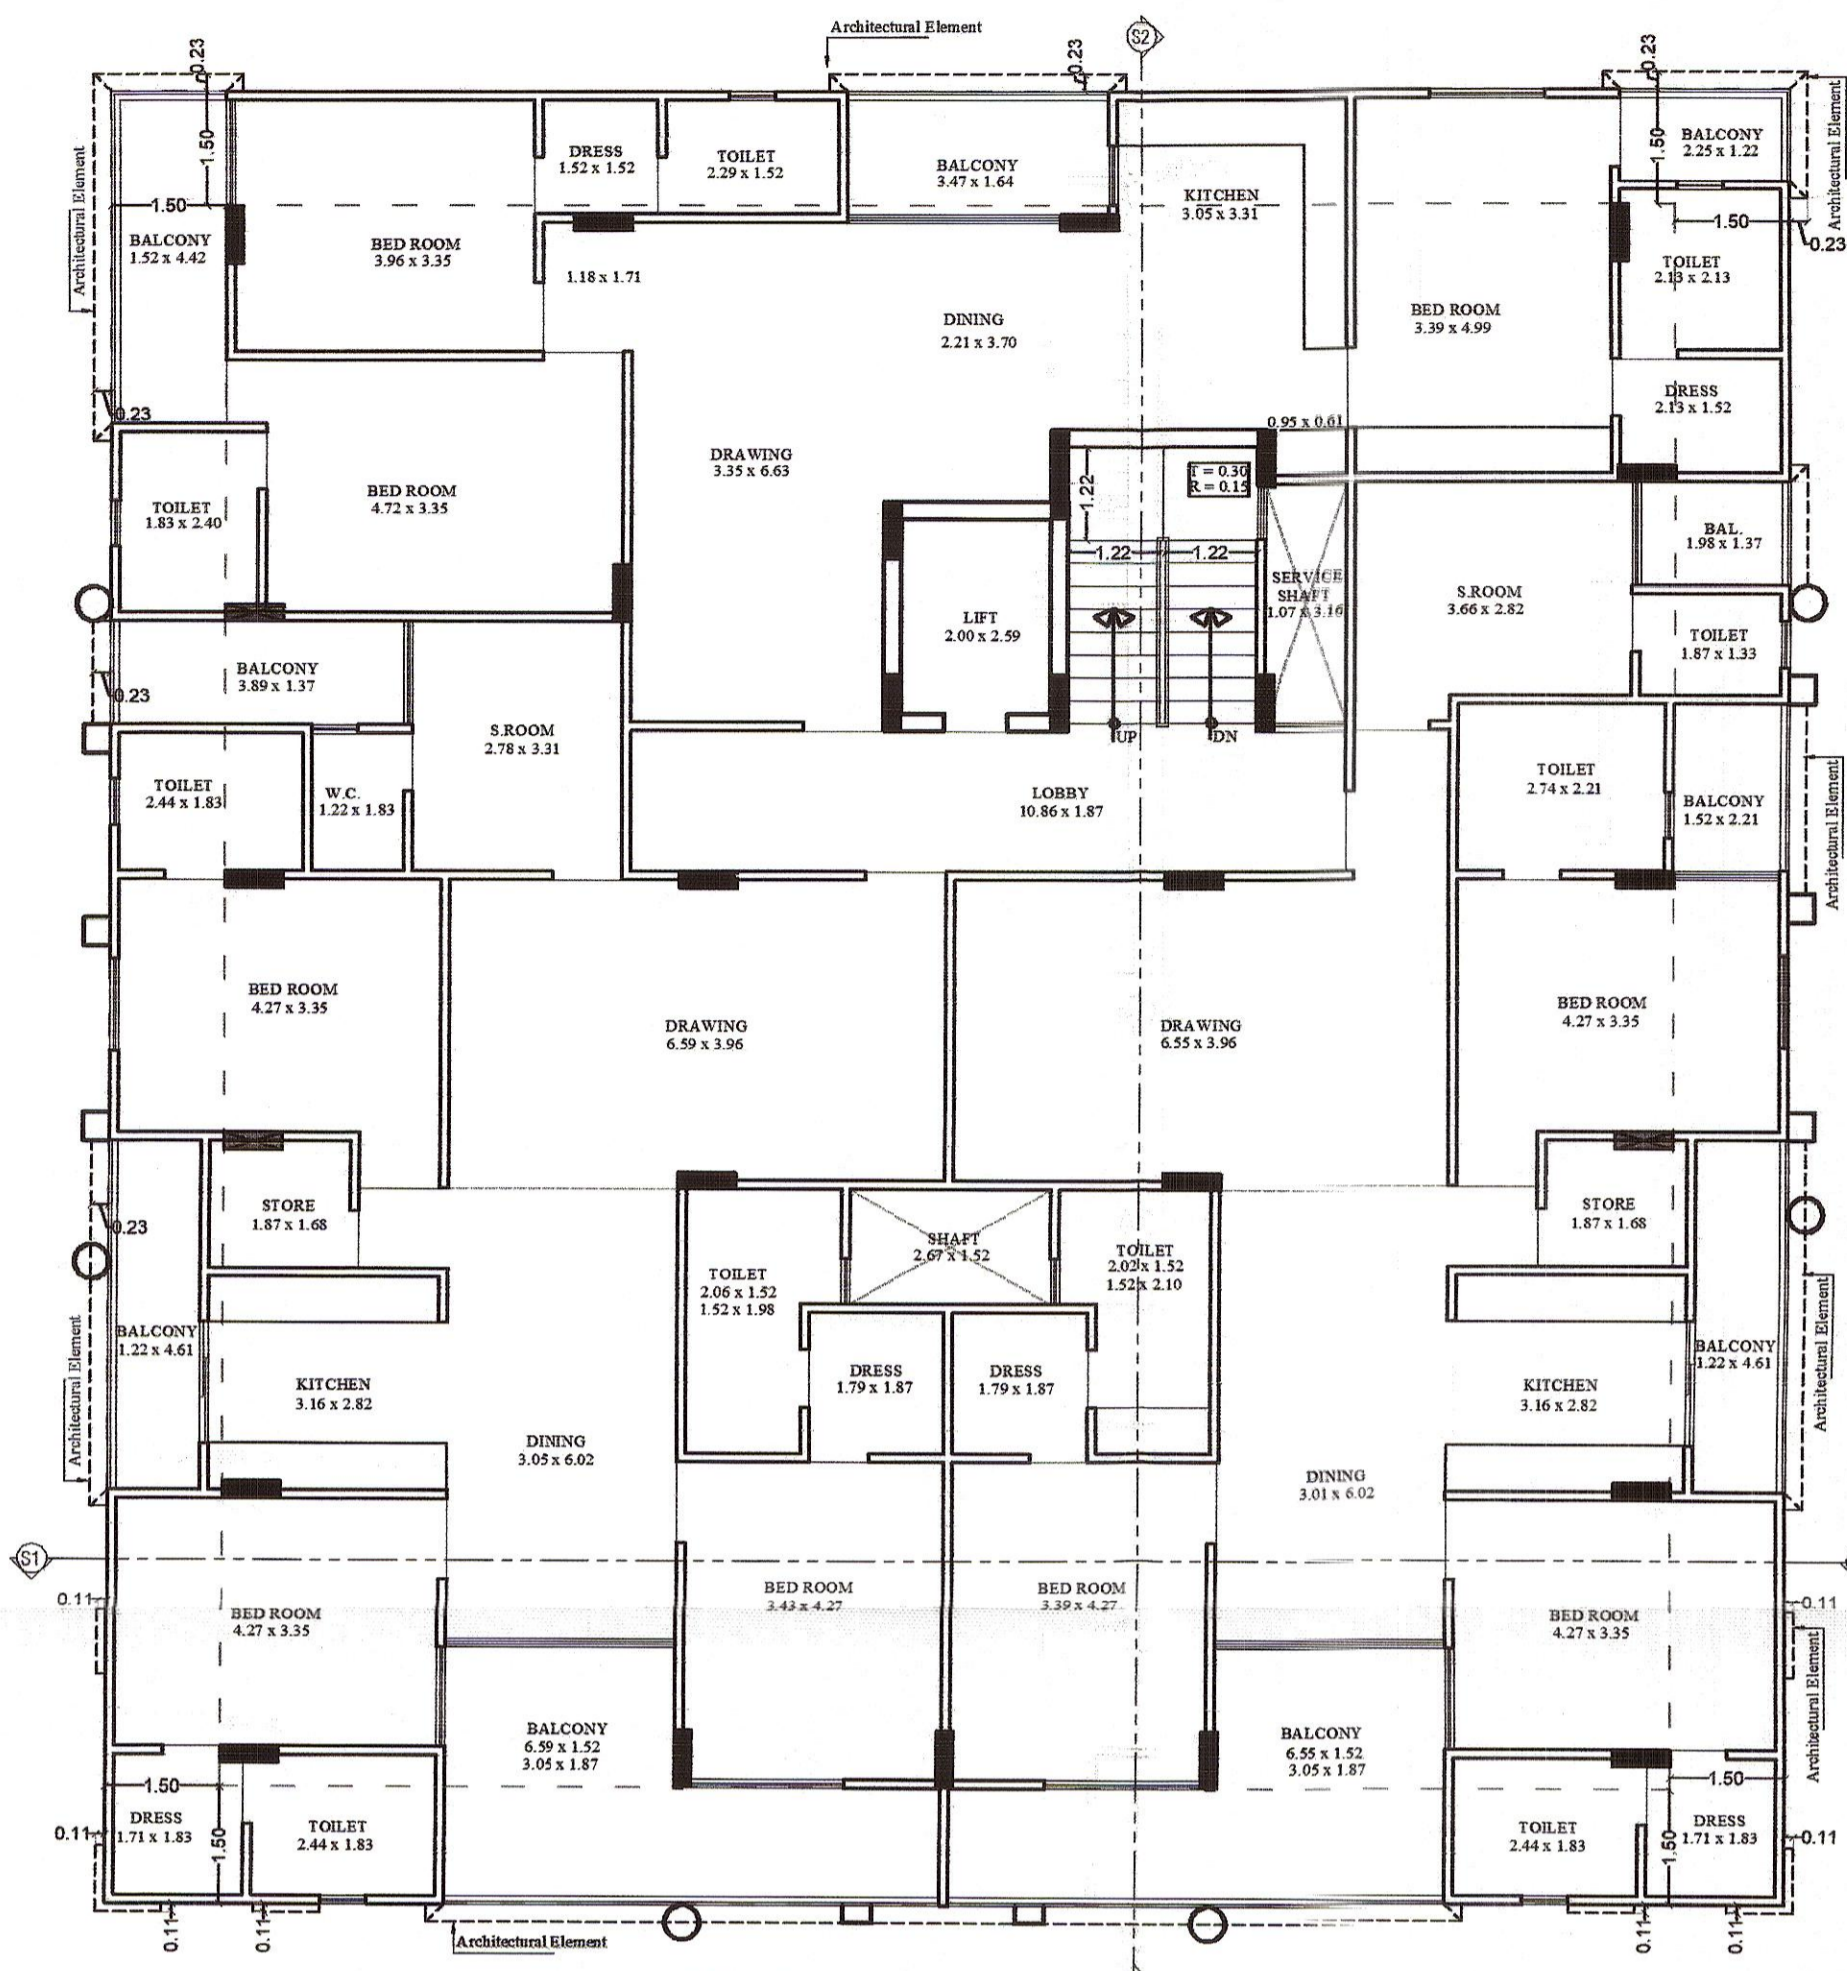 Architectural Element
S2
0.23
0.23
0.23
1.50
DRESS
1.52 x 1.52
TOILET
2.29 x 1.52
BALCONY
3.47 x 1.64
KITCHEN
3.05 x 3.31
1.50
BALCONY
2.25 x 1.22
Architectural Element
Architectural Element
1.50
BALCONY
1.52 x 4.42
BED ROOM
3.96 x 3.35
1.18 x 1.71
1.50
0.23
TOILET
2.13 x 2.13
BED ROOM
3.39 x 4.99
DINING
2.21 x 3.70
DRESS
2.13 x 1.52
0.23
0.95 x 0.61
DRAWING
3.35 x 6.63
T = 0.30
R = 0.15
1.22
BED ROOM
4.72 x 3.35
TOILET
1.83 x 2.40
BAL.
1.98 x 1.37
1.22
1.22
SERVICE
SHAFT
1.07 x 3.16
S.ROOM
3.66 x 2.82
LIFT
2.00 x 2.59
TOILET
1.87 x 1.33
BALCONY
3.89 x 1.37
0.23
S.ROOM
2.78 x 3.31
UP
DN
TOILET
2.44 x 1.83
W.C.
1.22 x 1.83
LOBBY
10.86 x 1.87
TOILET
2.74 x 2.21
BALCONY
1.52 x 2.21
Architectural Element
BED ROOM
4.27 x 3.35
DRAWING
6.59 x 3.96
DRAWING
6.55 x 3.96
BED ROOM
4.27 x 3.35
STORE
1.87 x 1.68
0.23
SHAFT
2.67 x 1.52
TOILET
2.06 x 1.52
1.52 x 1.98
TOILET
2.02 x 1.52
1.52 x 2.10
STORE
1.87 x 1.68
BALCONY
1.22 x 4.61
Architectural Element
KITCHEN
3.16 x 2.82
DRESS
1.79 x 1.87
DRESS
1.79 x 1.87
KITCHEN
3.16 x 2.82
BALCONY
1.22 x 4.61
Architectural Element
DINING
3.05 x 6.02
DINING
3.01 x 6.02
S1
0.11
BED ROOM
4.27 x 3.35
BED ROOM
3.43 x 4.27
BED ROOM
3.39 x 4.27
BED ROOM
4.27 x 3.35
0.11
Architectural Element
BALCONY
6.59 x 1.52
3.05 x 1.87
BALCONY
6.55 x 1.52
3.05 x 1.87
1.50
1.50
DRESS
1.71 x 1.83
0.11
1.50
TOILET
2.44 x 1.83
TOILET
2.44 x 1.83
1.50
DRESS
1.71 x 1.83
0.11
0.11
0.11
Architectural Element
0.11
0.11